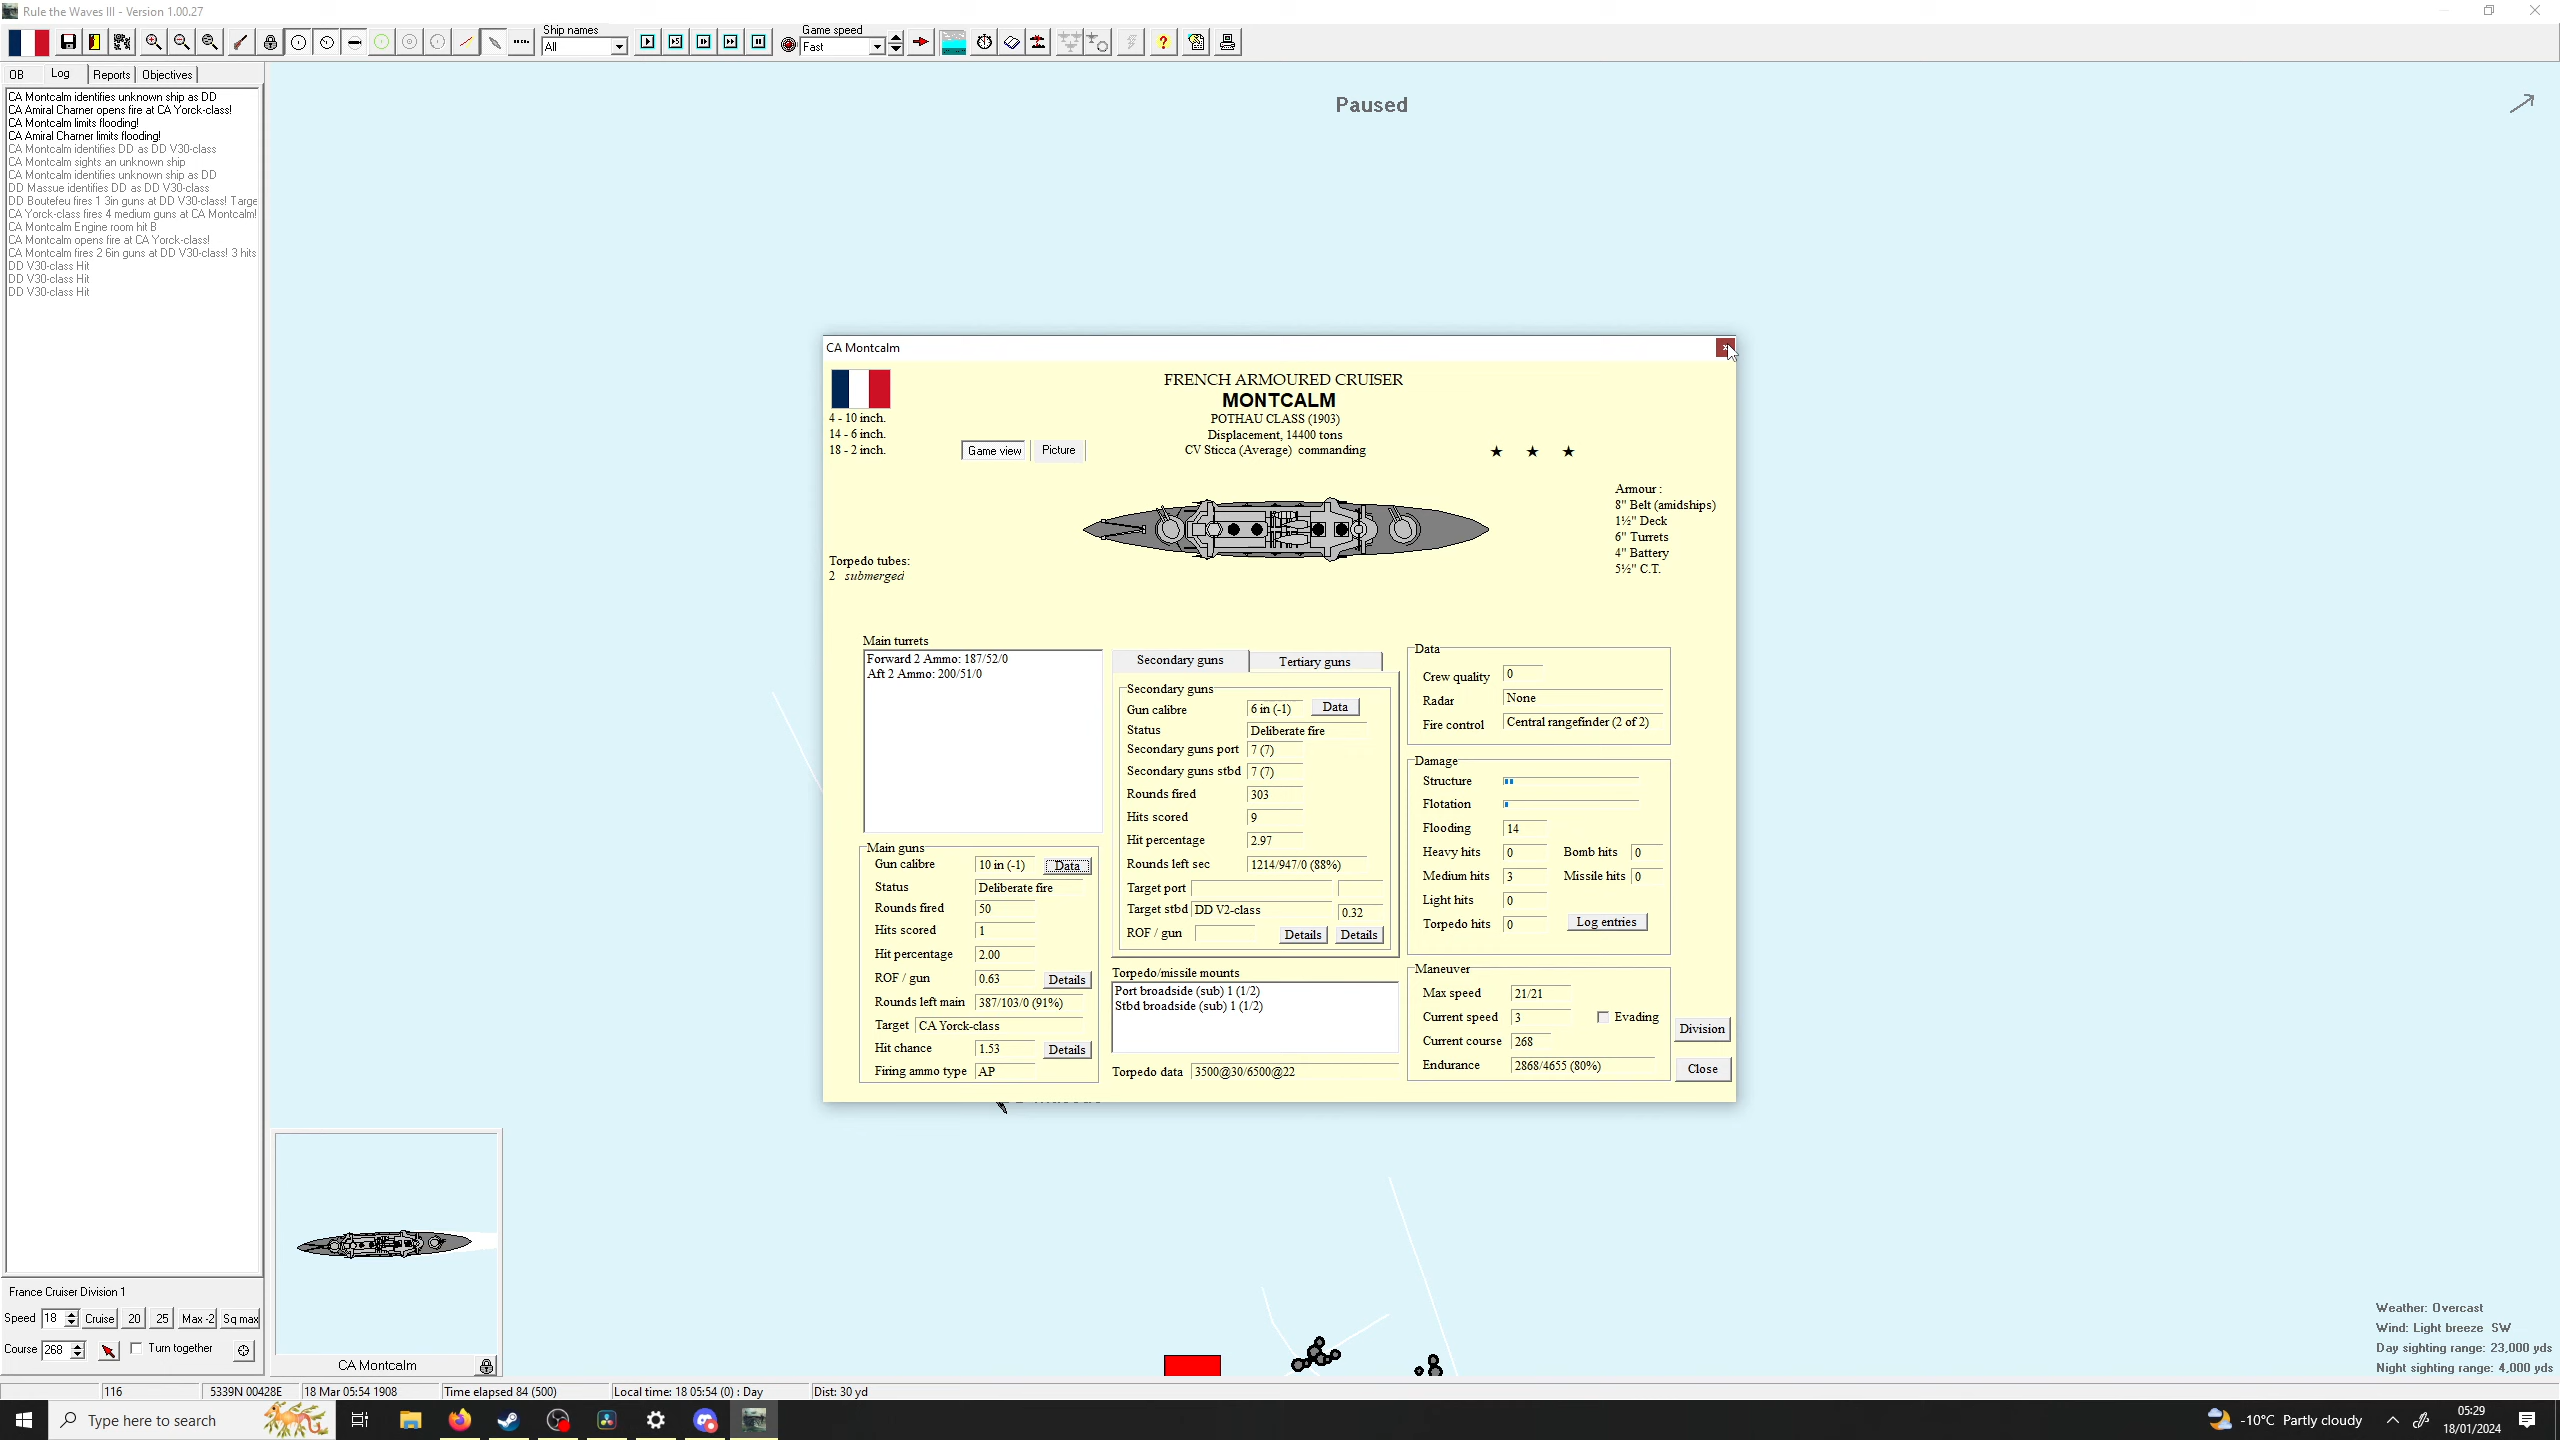 Rule the Waves III - Version 1.00.27
Ship names
All
Game speed
Fast
OB Log Reports Objectives
CA Montcalm identifies unknown ship as DD
CA Amiral Charner opens fire at CA Yorck-class!
CA Montcalm limits flooding!
CA Amiral Charner limits flooding!
CA Montcalm identifies DD as DD V30-class
CA Montcalm sights an unknown ship
CA Montcalm identifies unknown ship as DD
DD Massue identifies DD as DD V30-class
DD Boutefeu fires 1 3in guns at DD V30-class! Targe
CA Yorck-class fires 4 medium guns at CA Montcalm!
CA Montcalm Engine room hit B
CA Montcalm opens fire at CA Yorck-class!
CA Montcalm fires 2 6in guns at DD V30-class! 3 hits
DD V30-class Hit
DD V30-class Hit
DD V30-class Hit
Paused
CA Montcalm
FRENCH ARMOURED CRUISER
MONTCALM
POTHAU CLASS (1903)
Displacement, 14400 tons
CV Sticca (Average) commanding
4 - 10 inch.
14 - 6 inch.
18 - 2 inch.
Game view Picture
★ ★ ★
Armour :
8" Belt (amidships)
1½" Deck
6" Turrets
4" Battery
5½" C.T.
Torpedo tubes:
2 submerged
Main turrets
Forward 2 Ammo: 187/52/0
Aft 2 Ammo: 200/51/0
Main guns
Gun calibre 10 in (-1) Data
Status Deliberate fire
Rounds fired 50
Hits scored 1
Hit percentage 2.00
ROF / gun 0.63 Details
Rounds left main 387/103/0 (91%)
Target CA Yorck-class
Hit chance 1.53 Details
Firing ammo type AP
Secondary guns Tertiary guns
Secondary guns
Gun calibre 6 in (-1) Data
Status Deliberate fire
Secondary guns port 7 (7)
Secondary guns stbd 7 (7)
Rounds fired 303
Hits scored 9
Hit percentage 2.97
Rounds left sec 1214/947/0 (88%)
Target port
Target stbd DD V2-class 0.32
ROF / gun Details Details
Torpedo/missile mounts
Port broadside (sub) 1 (1/2)
Stbd broadside (sub) 1 (1/2)
Torpedo data 3500@30/6500@22
Data
Crew quality 0
Radar None
Fire control Central rangefinder (2 of 2)
Damage
Structure
Flotation
Flooding 14
Heavy hits 0 Bomb hits 0
Medium hits 3 Missile hits 0
Light hits 0
Torpedo hits 0 Log entries
Maneuver
Max speed 21/21
Current speed 3 Evading
Current course 268
Endurance 2868/4655 (80%)
Division
Close
France Cruiser Division 1
Speed 18 Cruise 20 25 Max -2 Sq max
Course 268 Turn together
CA Montcalm
Weather: Overcast
Wind: Light breeze SW
Day sighting range: 23,000 yds
Night sighting range: 4,000 yds
116 5339N 00428E 18 Mar 05:54 1908 Time elapsed 84 (500) Local time: 18 05:54 (0) : Day Dist: 30 yd
Type here to search
-10°C Partly cloudy
05:29
18/01/2024